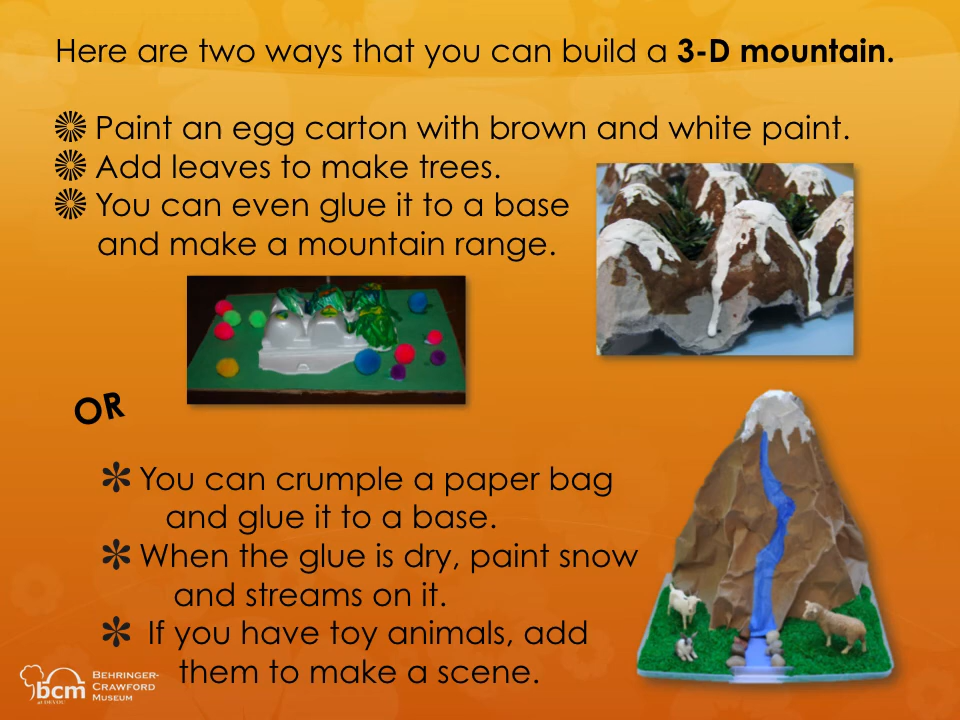 Here are two ways that you can build a 3-D mountain.
Paint an egg carton with brown and white paint.
Add leaves to make trees.
You can even glue it to a base
and make a mountain range.
OR
You can crumple a paper bag
and glue it to a base.
When the glue is dry, paint snow
and streams on it.
If you have toy animals, add
them to make a scene.
bcm
at DEVOU
BEHRINGER-
CRAWFORD
MUSEUM